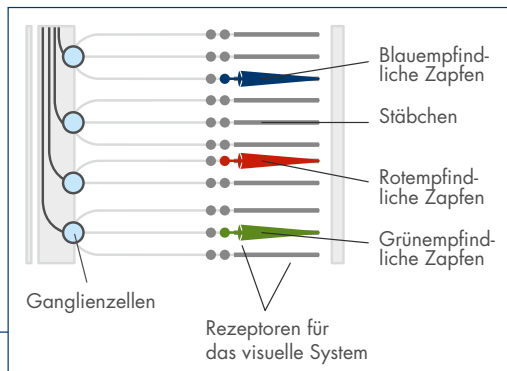 Blauempfind-
liche Zapfen
Stäbchen
Rotempfind-
liche Zapfen
Grünempfind-
liche Zapfen
Ganglienzellen
Rezeptoren für
das visuelle System